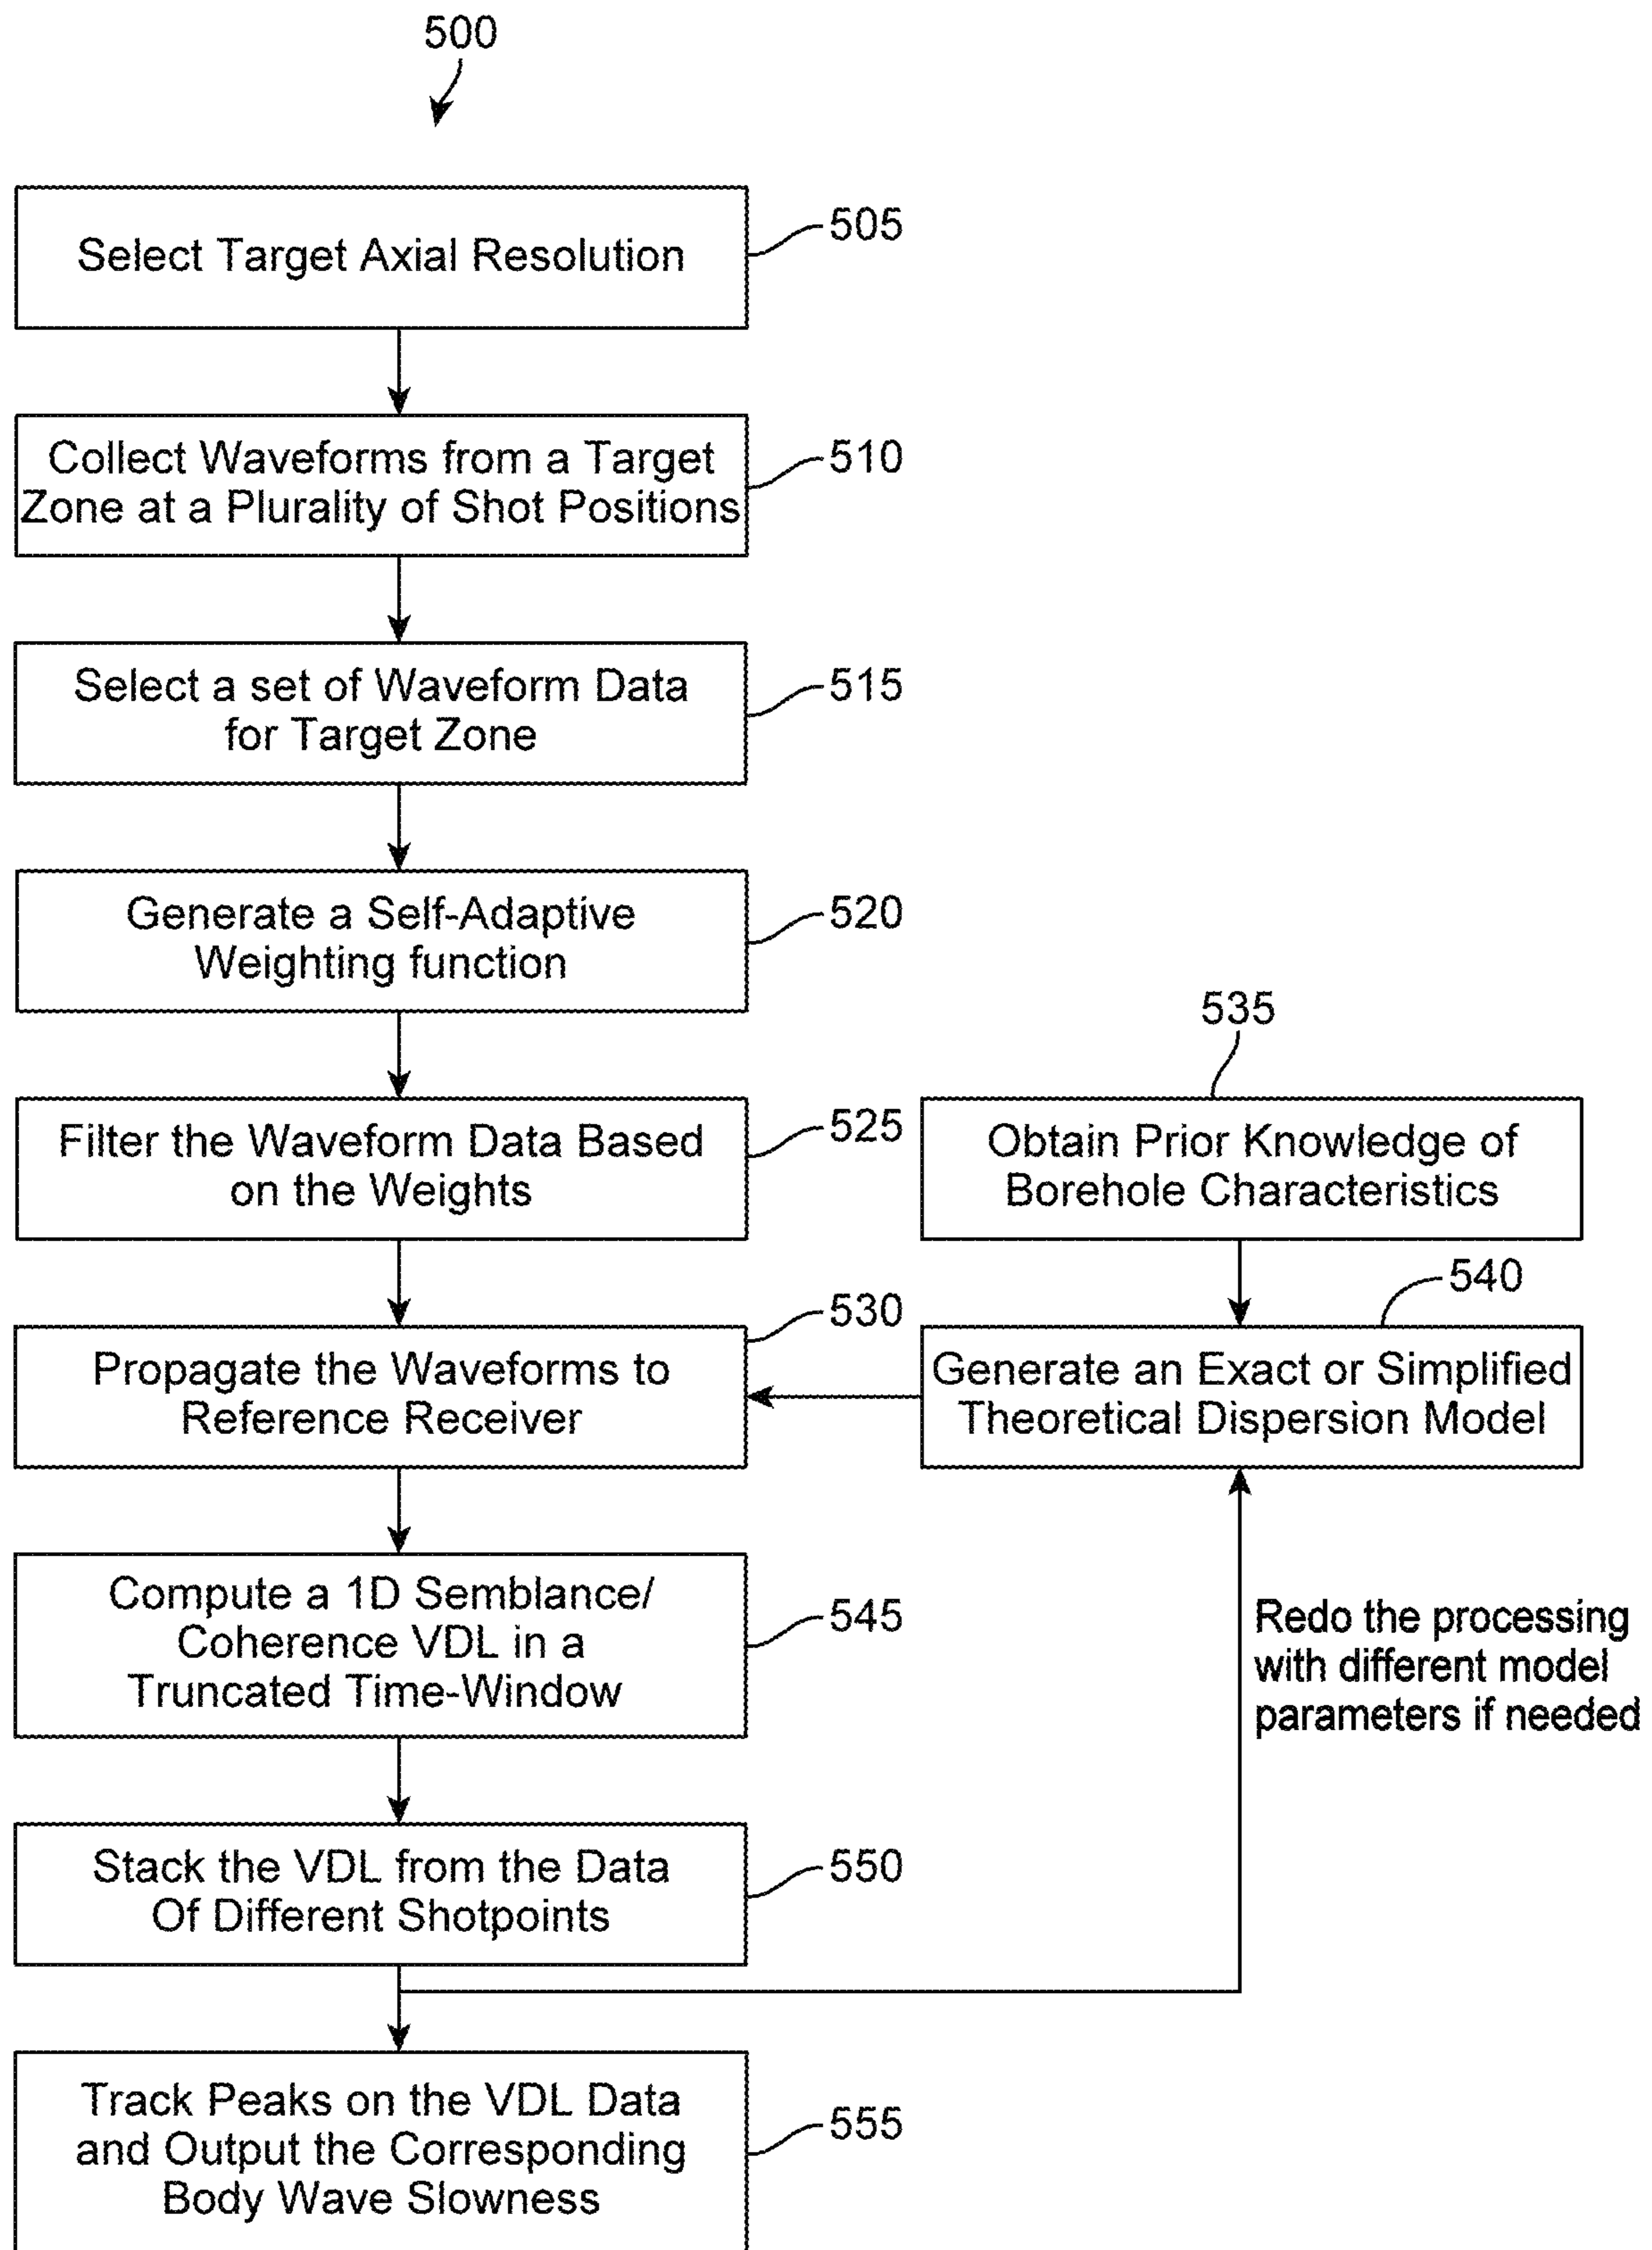 500
Select Target Axial Resolution
505
Collect Waveforms from a Target
Zone at a Plurality of Shot Positions
510
Select a set of Waveform Data
for Target Zone
515
Generate a Self-Adaptive
Weighting function
520
Filter the Waveform Data Based
on the Weights
525
535
Obtain Prior Knowledge of
Borehole Characteristics
Propagate the Waveforms to
Reference Receiver
530
540
Generate an Exact or Simplified
Theoretical Dispersion Model
Compute a 1D Semblance/
Coherence VDL in a
Truncated Time-Window
545
Redo the processing
with different model
parameters if needed
Stack the VDL from the Data
Of Different Shotpoints
550
Track Peaks on the VDL Data
and Output the Corresponding
Body Wave Slowness
555